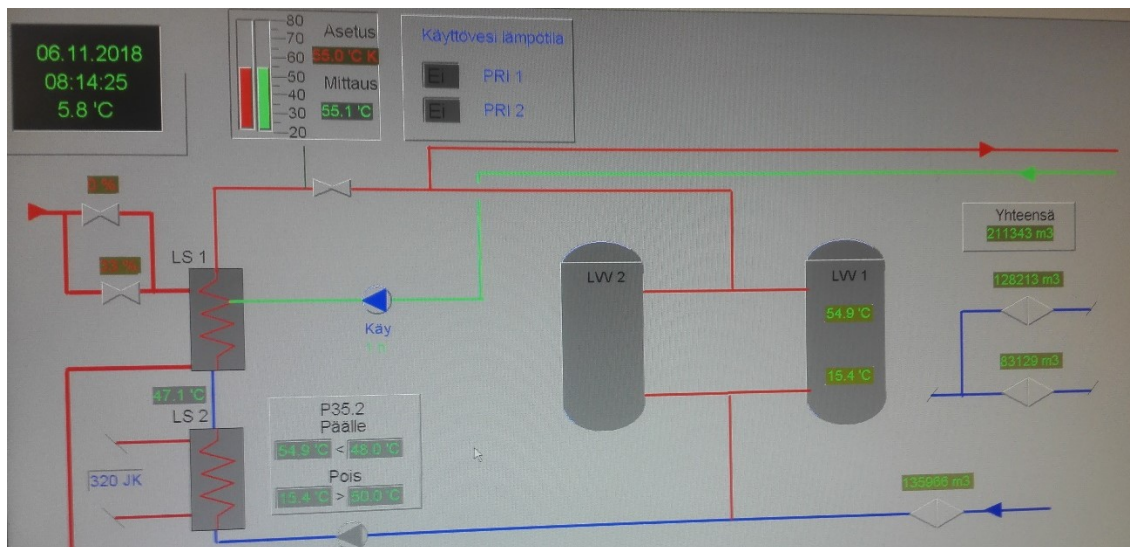 06.11.2018
08:14:25
5.8 'C
80
70
60
50
40
30
20
Asetus
55.0 'C K
Mittaus
55.1 'C
Käyttövesi lämpötila
Ei PRI 1
Ei PRI 2
LS 1
Käy
47.1 'C
LS 2
320 JK
P35.2
Päälle
54.9 'C < 48.0 'C
Pois
15.4 'C > 50.0 'C
LVV 2
LVV 1
54.9 'C
15.4 'C
Yhteensä
211343 m3
128213 m3
83129 m3
135966 m3